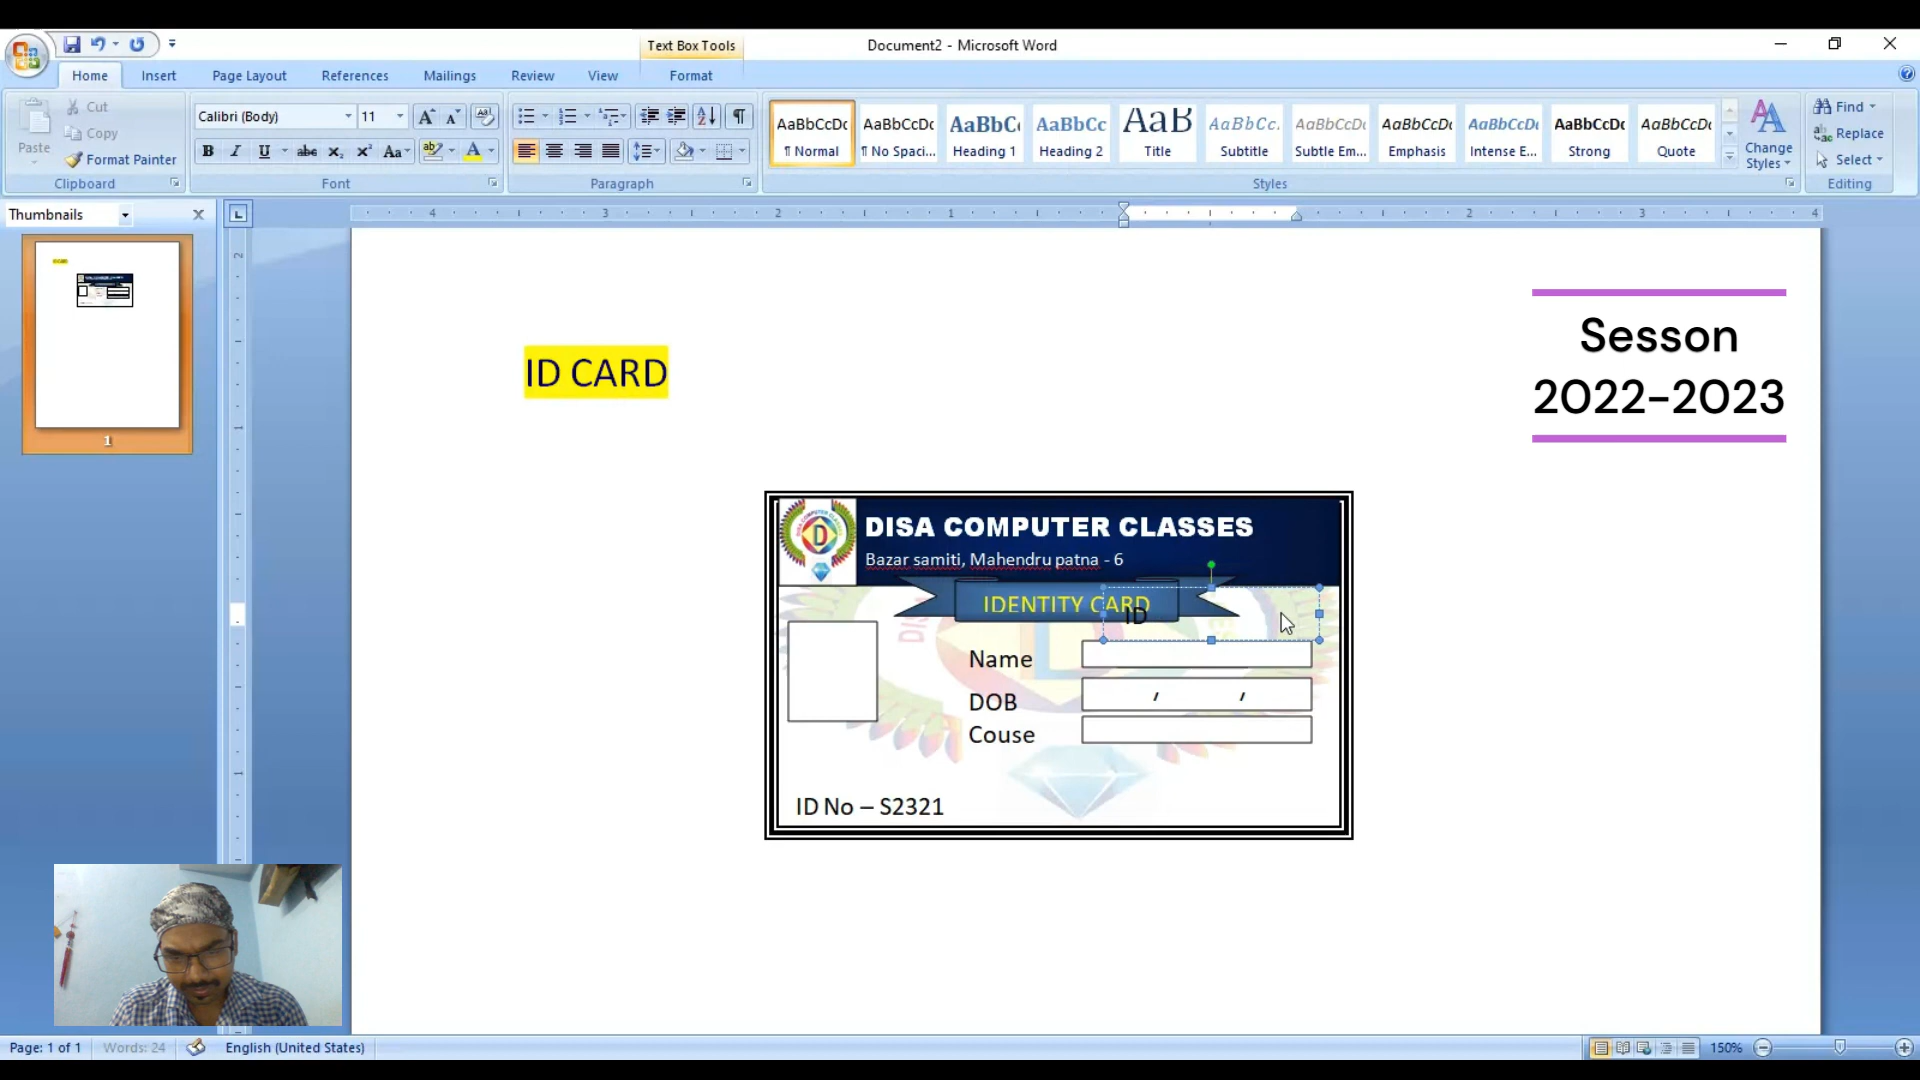 Text Box Tools
Document2 - Microsoft Word
Home
Insert
Page Layout
References
Mailings
Review
View
Format
Paste
Cut
Copy
Format Painter
Clipboard
Calibri (Body)
11
Font
Paragraph
AaBbCcDc
¶ Normal
AaBbCcDc
¶ No Spaci...
AaBbC
Heading 1
AaBbCc
Heading 2
AaB
Title
AaBbCc.
Subtitle
AaBbCcDc
Subtle Em...
AaBbCcDc
Emphasis
AaBbCcDc
Intense E...
AaBbCcDc
Strong
AaBbCcDc
Quote
Change
Styles
Styles
Find
Replace
Select
Editing
Thumbnails
1
ID CARD
Sesson
2022-2023
DISA COMPUTER CLASSES
Bazar samiti, Mahendru patna - 6
IDENTITY CARD
ID
Name
DOB / /
Couse
ID No – S2321
Page: 1 of 1
Words: 24
English (United States)
150%